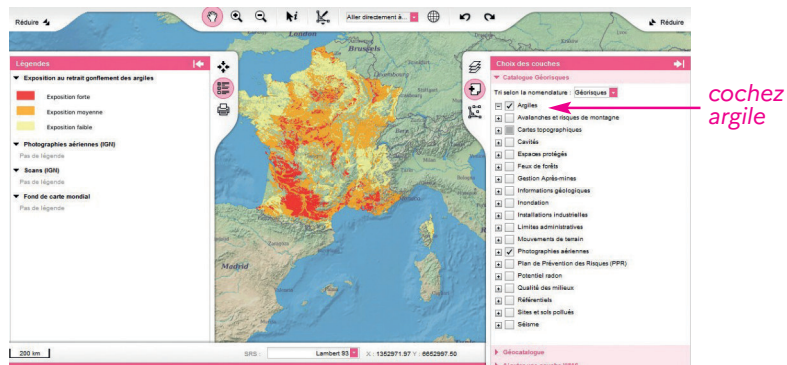 Réduire
Aller directement à...
Réduire
Légendes
Exposition au retrait gonflement des argiles
Exposition forte
Exposition moyenne
Exposition faible
Photographies aériennes (IGN)
Pas de légende
Scans (IGN)
Pas de légende
Fond de carte mondial
Pas de légende
London
Brussels
Madrid
Choix des couches
Catalogue Géorisques
Tri selon la nomenclature : Géorisques
Argiles
Avalanches et risques de montagne
Cartes topographiques
Cavités
Espaces protégés
Feux de forêts
Gestion Après-mines
Informations géologiques
Inondation
Installations industrielles
Limites administratives
Mouvements de terrain
Photographies aériennes
Plan de Prévention des Risques (PPR)
Potentiel radon
Qualité des milieux
Référentiels
Sites et sols pollués
Séisme
Géocatalogue
cochez
argile
200 km
SRS :
Lambert 93
X : 1352971.97 Y : 6652997.50